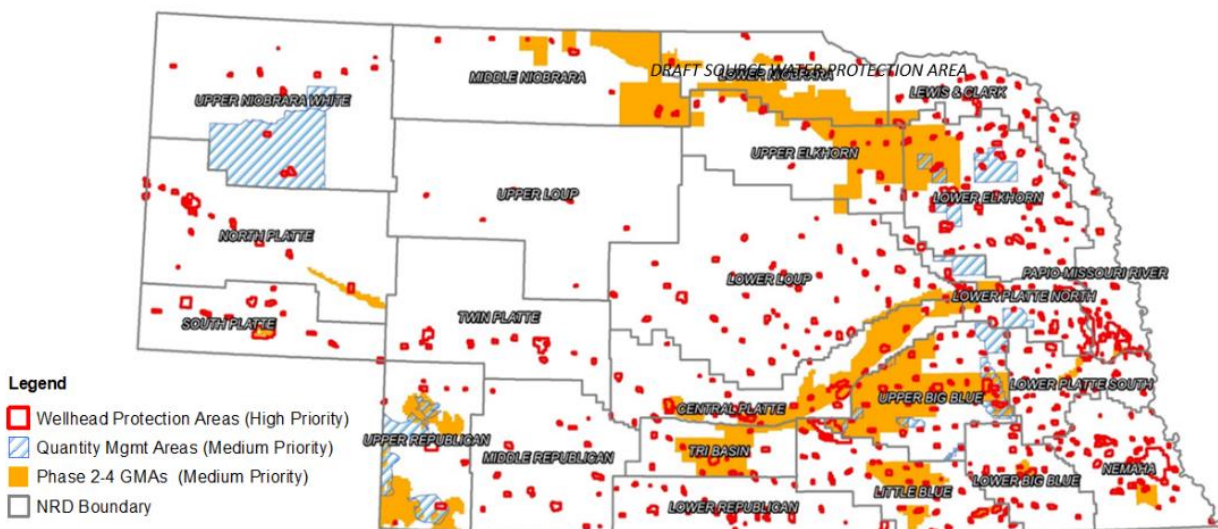 DRAFT SOURCE WATER PROTECTION AREA
MIDDLE NIOBRARA
LOWER NIOBRARA
LEWIS & CLARK
UPPER NIOBRARA WHITE
UPPER ELKHORN
UPPER LOUP
LOWER ELKHORN
NORTH PLATTE
LOWER LOUP
PAPIO-MISSOURI RIVER
LOWER PLATTE NORTH
SOUTH PLATTE
TWIN PLATTE
LOWER PLATTE SOUTH
CENTRAL PLATTE
UPPER BIG BLUE
UPPER REPUBLICAN
MIDDLE REPUBLICAN
TRI BASIN
NEMAHA
LOWER BIG BLUE
LITTLE BLUE
LOWER REPUBLICAN
Legend
Wellhead Protection Areas (High Priority)
Quantity Mgmt Areas (Medium Priority)
Phase 2-4 GMAs (Medium Priority)
NRD Boundary